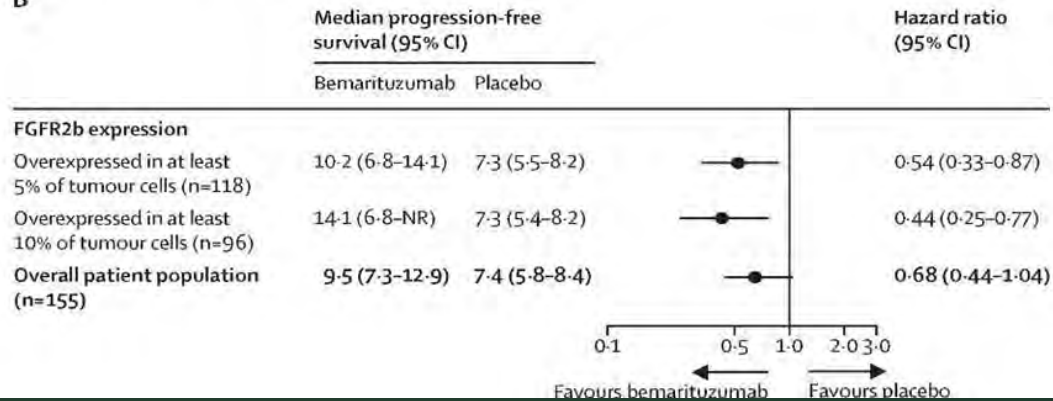 B
Median progression-free Hazard ratio
survival (95% CI) (95% CI)
Bemarituzumab Placebo
FGFR2b expression
Overexpressed in at least 10·2 (6·8–14·1) 7·3 (5·5–8·2) 0·54 (0·33–0·87)
5% of tumour cells (n=118)
Overexpressed in at least 14·1 (6·8–NR) 7·3 (5·4–8·2) 0·44 (0·25–0·77)
10% of tumour cells (n=96)
Overall patient population 9·5 (7·3–12·9) 7·4 (5·8–8·4) 0·68 (0·44–1·04)
(n=155)
0·1 0·5 1·0 2·0 3·0
Favours bemarituzumab Favours placebo